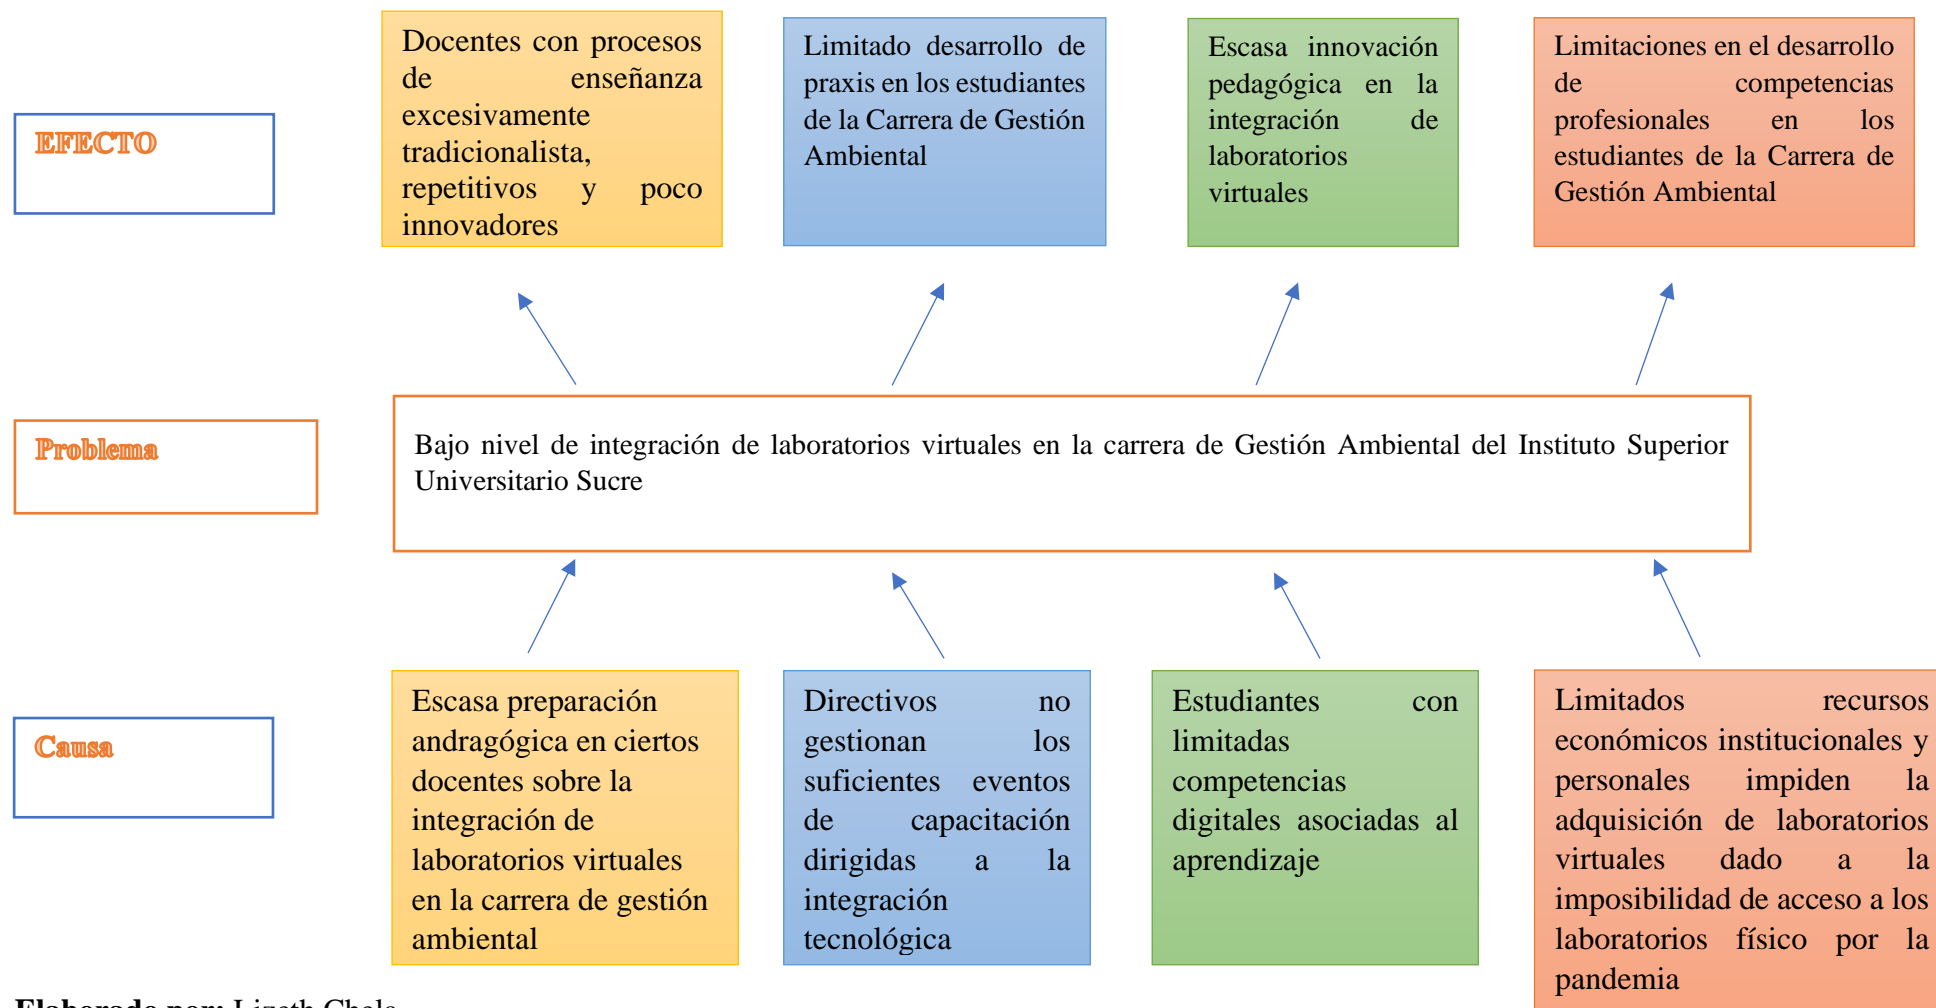 EFECTO
Docentes con procesos
de enseñanza
excesivamente
tradicionalista,
repetitivos y poco
innovadores
Limitado desarrollo de
praxis en los estudiantes
de la Carrera de Gestión
Ambiental
Escasa innovación
pedagógica en la
integración de
laboratorios
virtuales
Limitaciones en el desarrollo
de competencias
profesionales en los
estudiantes de la Carrera de
Gestión Ambiental
Problema
Bajo nivel de integración de laboratorios virtuales en la carrera de Gestión Ambiental del Instituto Superior
Universitario Sucre
Causa
Escasa preparación
andragógica en ciertos
docentes sobre la
integración de
laboratorios virtuales
en la carrera de gestión
ambiental
Directivos no
gestionan los
suficientes eventos
de capacitación
dirigidas a la
integración
tecnológica
Estudiantes con
limitadas
competencias
digitales asociadas al
aprendizaje
Limitados recursos
económicos institucionales y
personales impiden la
adquisición de laboratorios
virtuales dado a la
imposibilidad de acceso a los
laboratorios físico por la
pandemia
Elaborado por: Lizeth Chela